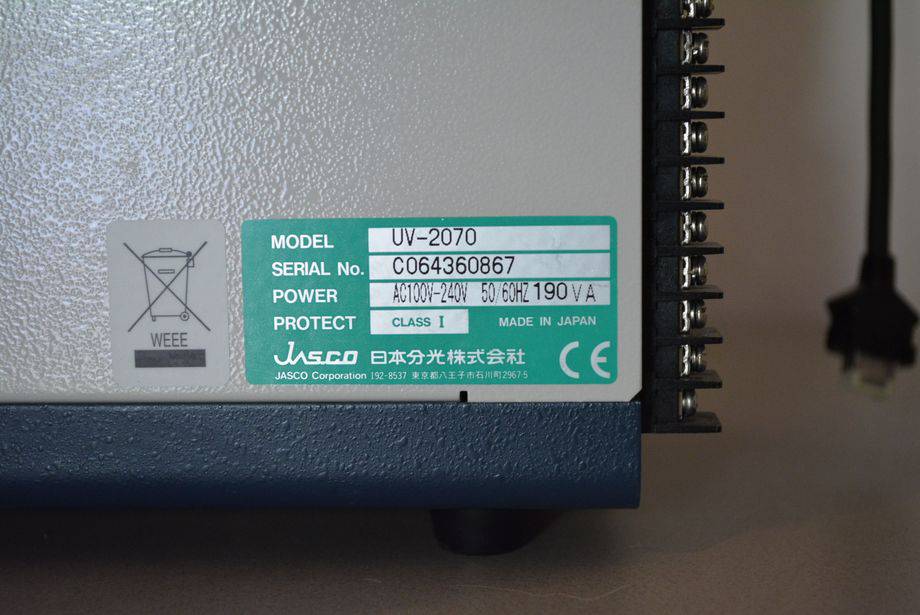 MODEL UV-2070
SERIAL No. C064360867
POWER AC100V-240V 50/60HZ 190VA
PROTECT CLASS I MADE IN JAPAN
WEEE
JASCO 日本分光株式会社 CE
JASCO Corporation 192-8537 東京都八王子市石川町2967-5